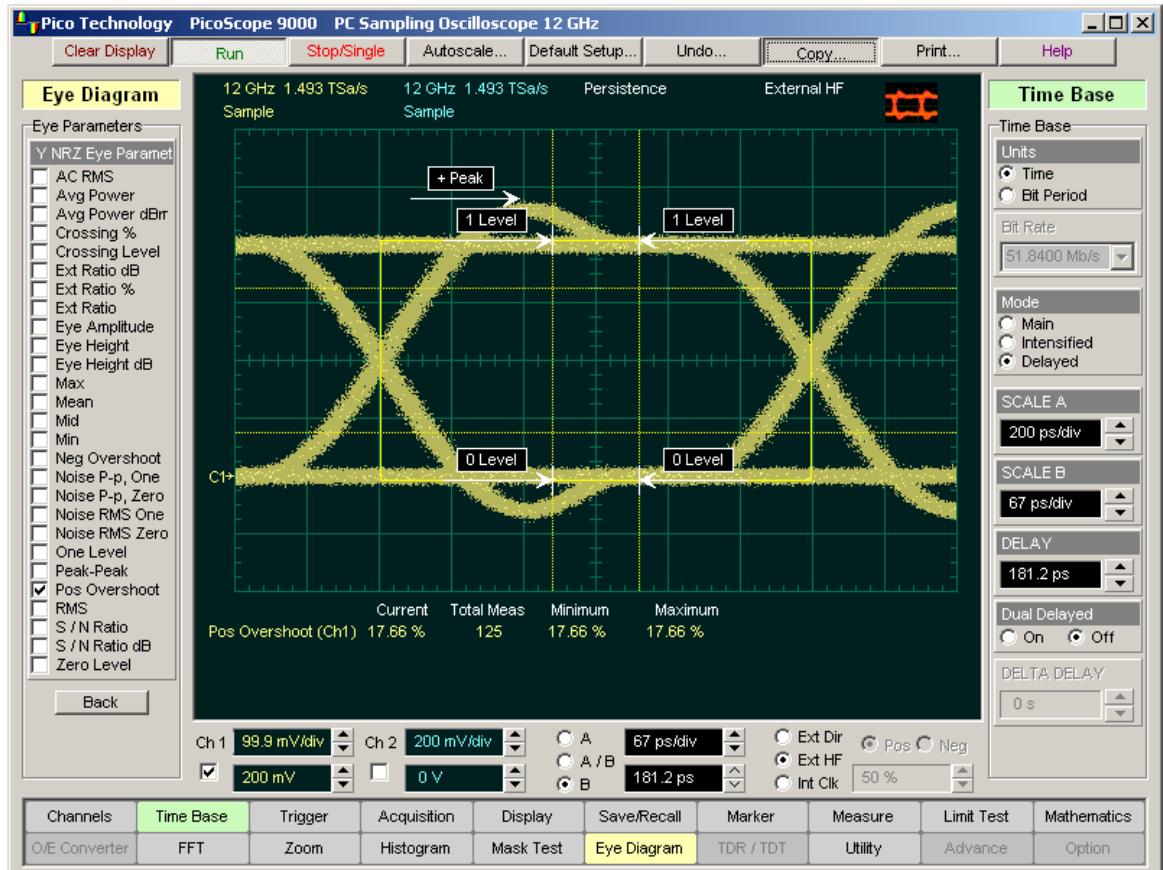 Pico Technology PicoScope 9000 PC Sampling Oscilloscope 12 GHz
Clear Display Run Stop/Single Autoscale... Default Setup... Undo... Copy... Print... Help
Eye Diagram
Eye Parameters
Y NRZ Eye Paramet
AC RMS
Avg Power
Avg Power dBm
Crossing %
Crossing Level
Ext Ratio dB
Ext Ratio %
Ext Ratio
Eye Amplitude
Eye Height
Eye Height dB
Max
Mean
Mid
Min
Neg Overshoot
Noise P-p, One
Noise P-p, Zero
Noise RMS One
Noise RMS Zero
One Level
Peak-Peak
Pos Overshoot
RMS
S / N Ratio
S / N Ratio dB
Zero Level
Back
12 GHz 1.493 TSa/s 12 GHz 1.493 TSa/s Persistence External HF
Sample Sample
+ Peak
1 Level 1 Level
0 Level 0 Level
C1
Current Total Meas Minimum Maximum
Pos Overshoot (Ch1) 17.66 % 125 17.66 % 17.66 %
Time Base
Time Base
Units
Time
Bit Period
Bit Rate
51.8400 Mb/s
Mode
Main
Intensified
Delayed
SCALE A
200 ps/div
SCALE B
67 ps/div
DELAY
181.2 ps
Dual Delayed
On Off
DELTA DELAY
0 s
Ch 1 99.9 mV/div Ch 2 200 mV/div A 67 ps/div Ext Dir Pos Neg
A / B Ext HF
200 mV 0 V B 181.2 ps Int Clk 50 %
Channels Time Base Trigger Acquisition Display Save/Recall Marker Measure Limit Test Mathematics
O/E Converter FFT Zoom Histogram Mask Test Eye Diagram TDR / TDT Utility Advance Option